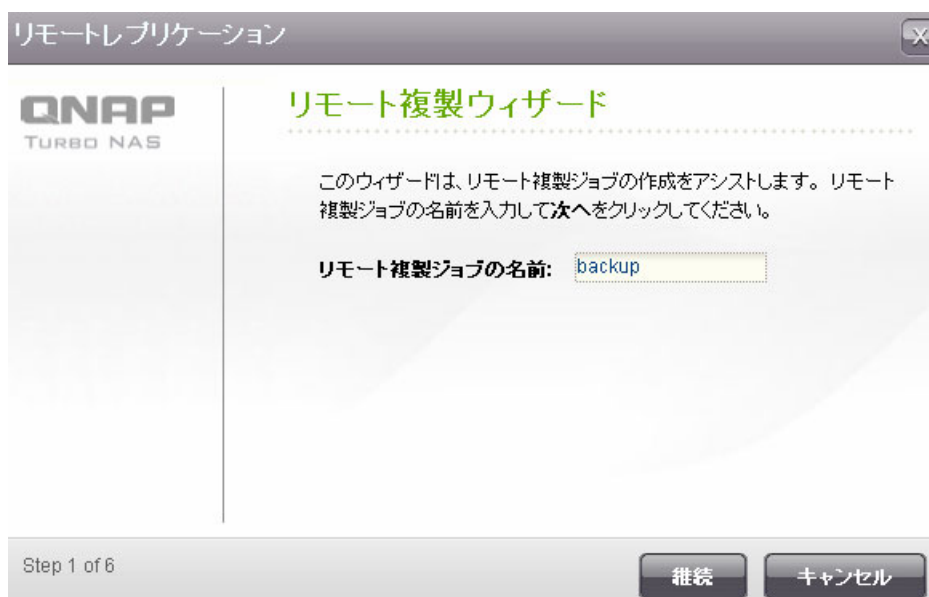 リモートレプリケーション
X
QNAP
TURBO NAS
リモート複製ウィザード
このウィザードは、リモート複製ジョブの作成をアシストします。リモート
複製ジョブの名前を入力して次へをクリックしてください。
リモート複製ジョブの名前: backup
Step 1 of 6
継続
キャンセル